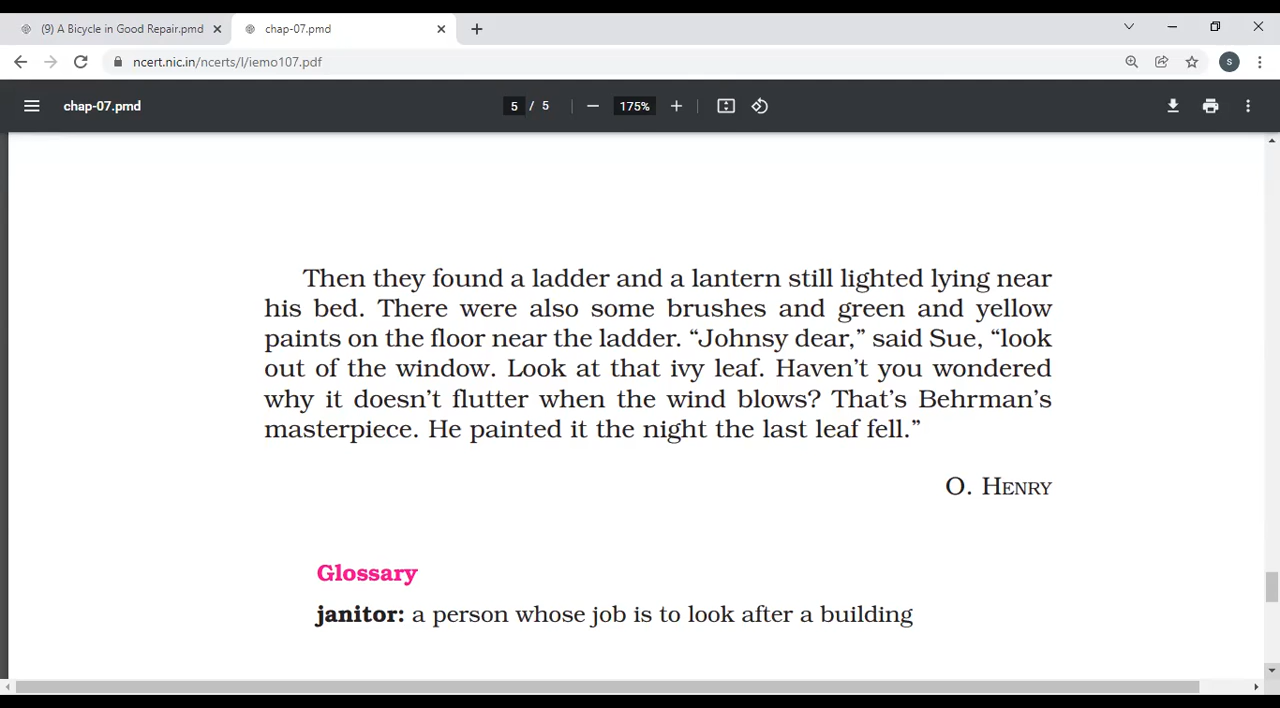 (9) A Bicycle in Good Repair.pmd
chap-07.pmd
ncert.nic.in/ncerts/l/iemo107.pdf
S
chap-07.pmd
5 / 5
175%
Then they found a ladder and a lantern still lighted lying near
his bed. There were also some brushes and green and yellow
paints on the floor near the ladder. “Johnsy dear,” said Sue, “look
out of the window. Look at that ivy leaf. Haven’t you wondered
why it doesn’t flutter when the wind blows? That’s Behrman’s
masterpiece. He painted it the night the last leaf fell.”
O. HENRY
Glossary
janitor: a person whose job is to look after a building